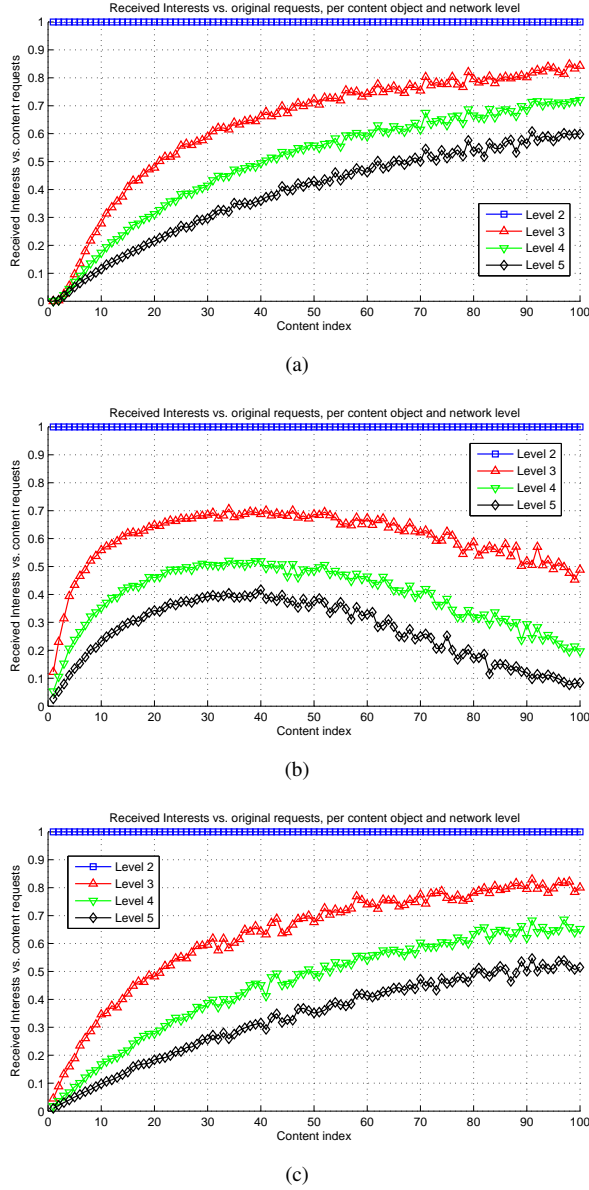 Received Interests vs. original requests, per content object and network level
1
0.9
0.8
0.7
0.6
0.5
0.4
0.3
0.2
0.1
0
Received Interests vs. content requests
Level 2
Level 3
Level 4
Level 5
0 10 20 30 40 50 60 70 80 90 100
Content index
(a)
Received Interests vs. original requests, per content object and network level
1
0.9
0.8
0.7
0.6
0.5
0.4
0.3
0.2
0.1
0
Received Interests vs. content requests
Level 2
Level 3
Level 4
Level 5
0 10 20 30 40 50 60 70 80 90 100
Content index
(b)
Received Interests vs. original requests, per content object and network level
1
0.9
0.8
0.7
0.6
0.5
0.4
0.3
0.2
0.1
0
Received Interests vs. content requests
Level 2
Level 3
Level 4
Level 5
0 10 20 30 40 50 60 70 80 90 100
Content index
(c)